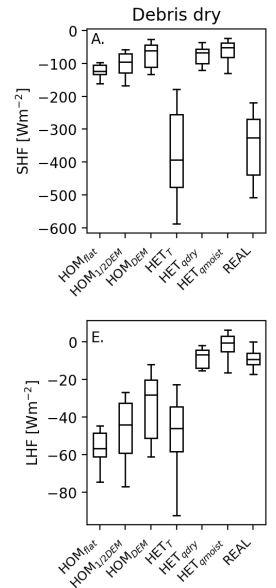 Debris dry
A.
SHF [Wm⁻²]
0
−100
−200
−300
−400
−500
−600
HOM_flat
HOM_1/2DEM
HOM_DEM
HET_T
HET_qdry
HET_qmoist
REAL
E.
LHF [Wm⁻²]
0
−20
−40
−60
−80
HOM_flat
HOM_1/2DEM
HOM_DEM
HET_T
HET_qdry
HET_qmoist
REAL